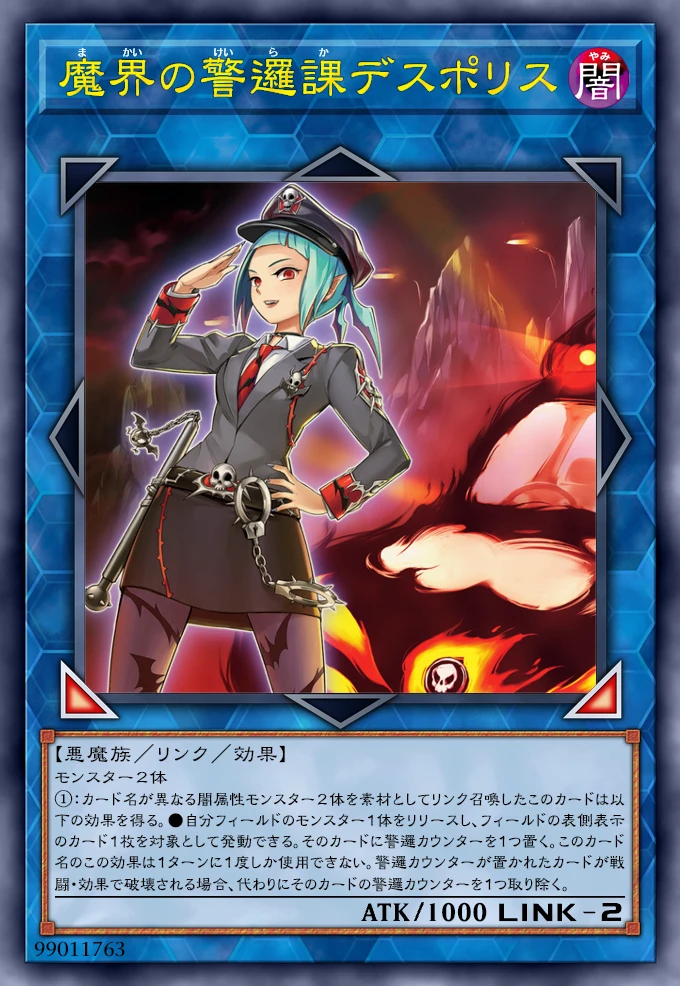 魔界の警邏課デスポリス
まかい けいらか
やみ
闇
【悪魔族／リンク／効果】
モンスター２体
①：カード名が異なる闇属性モンスター２体を素材としてリンク召喚したこのカードは以
下の効果を得る。●自分フィールドのモンスター１体をリリースし、フィールドの表側表示
のカード１枚を対象として発動できる。そのカードに警邏カウンターを１つ置く。このカード
名のこの効果は１ターンに１度しか使用できない。警邏カウンターが置かれたカードが戦
闘・効果で破壊される場合、代わりにそのカードの警邏カウンターを１つ取り除く。
ATK/1000 LINK-2
99011763